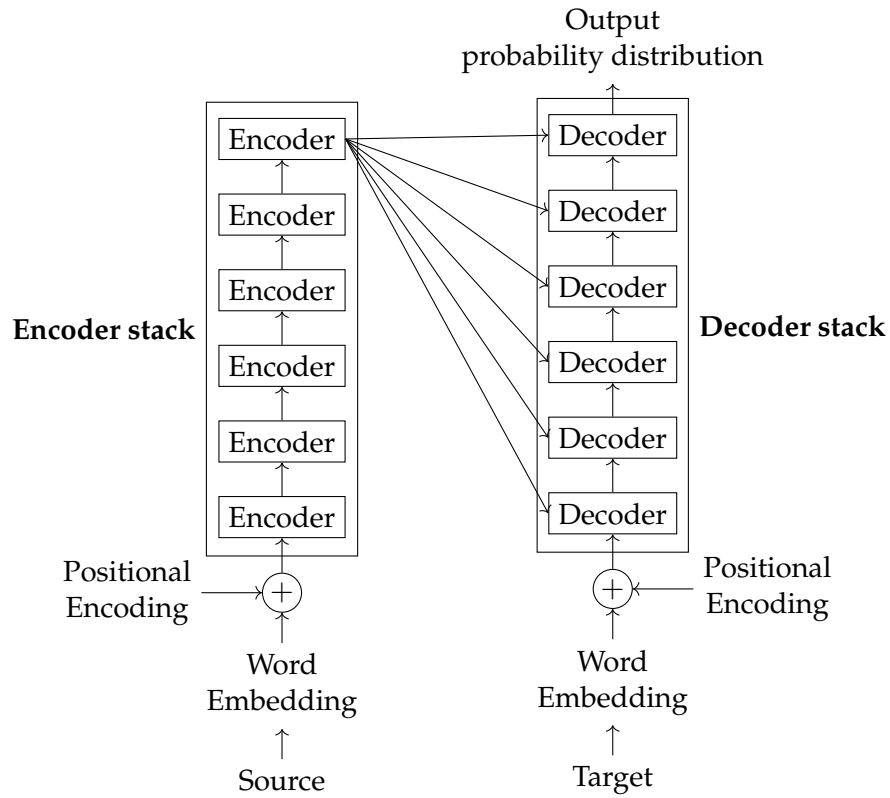 Output
probability distribution
Encoder
Encoder
Encoder
Encoder
Encoder
Encoder
Encoder stack
Decoder
Decoder
Decoder
Decoder
Decoder
Decoder
Decoder stack
Positional
Encoding
+
Word
Embedding
Source
+
Positional
Encoding
Word
Embedding
Target